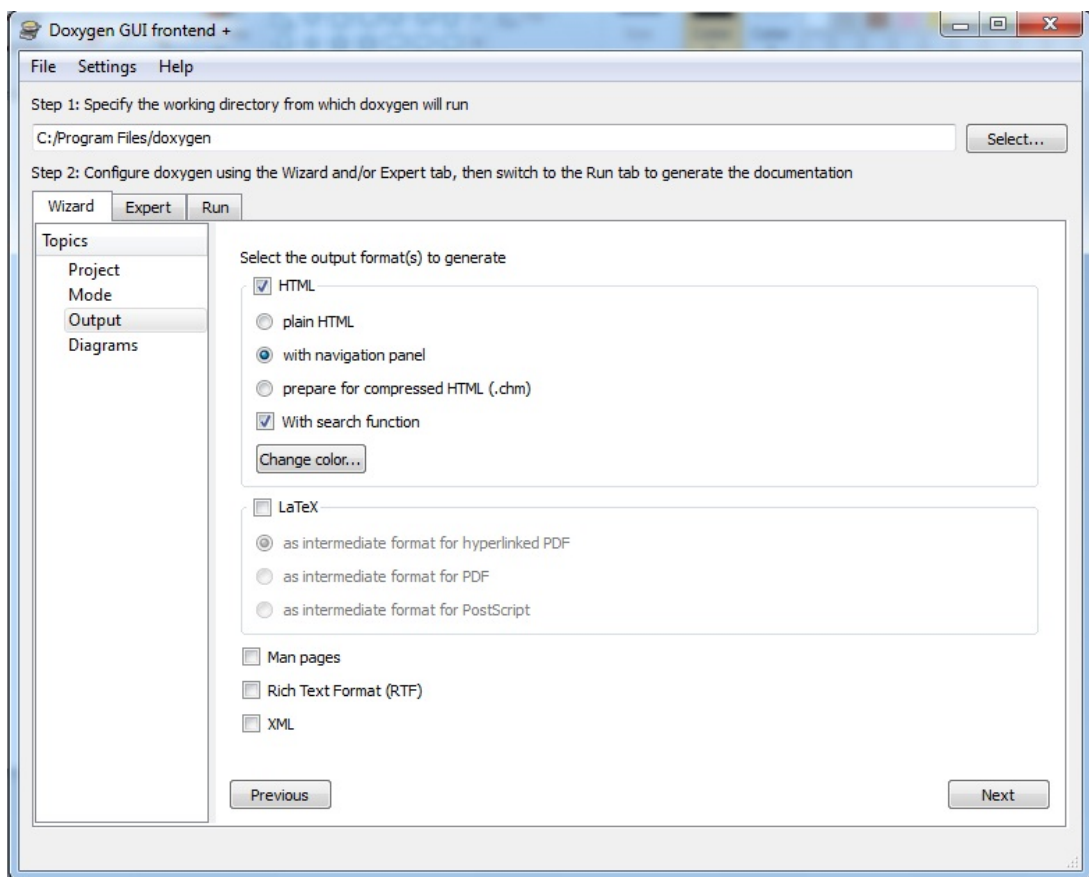 Doxygen GUI frontend +
File Settings Help
Step 1: Specify the working directory from which doxygen will run
C:/Program Files/doxygen
Select...
Step 2: Configure doxygen using the Wizard and/or Expert tab, then switch to the Run tab to generate the documentation
Wizard Expert Run
Topics
Project
Mode
Output
Diagrams
Select the output format(s) to generate
HTML
plain HTML
with navigation panel
prepare for compressed HTML (.chm)
With search function
Change color...
LaTeX
as intermediate format for hyperlinked PDF
as intermediate format for PDF
as intermediate format for PostScript
Man pages
Rich Text Format (RTF)
XML
Previous
Next